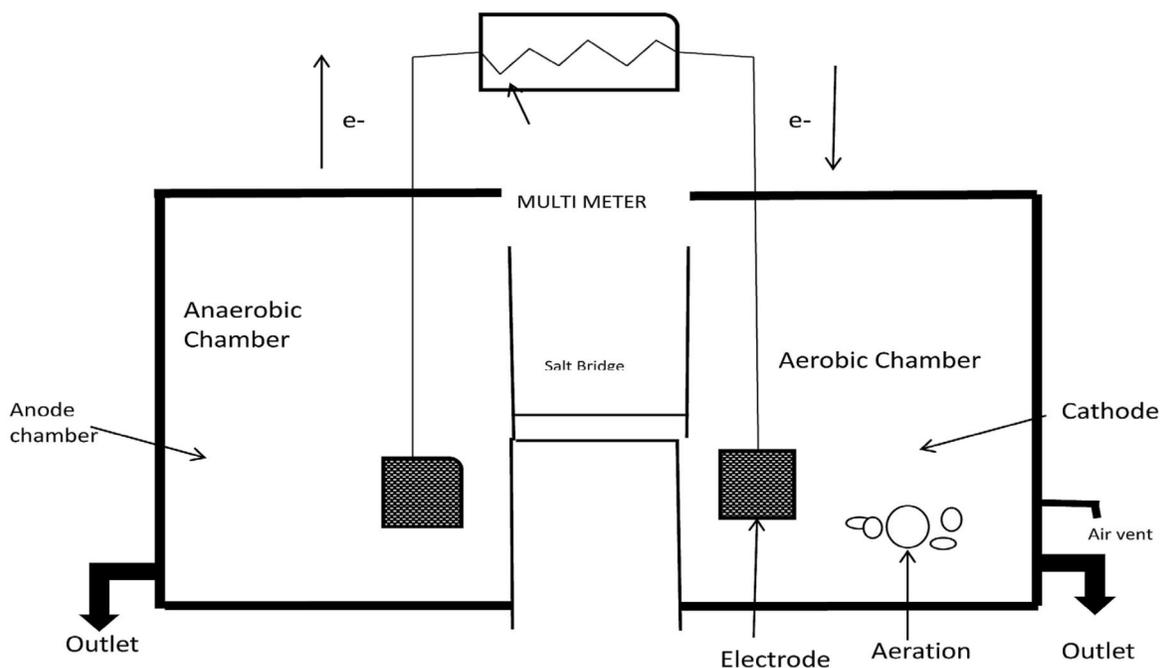 e-
e-
MULTI METER
Anaerobic
Chamber
Salt Bridge
Aerobic Chamber
Anode
chamber
Cathode
Air vent
Outlet
Electrode
Aeration
Outlet